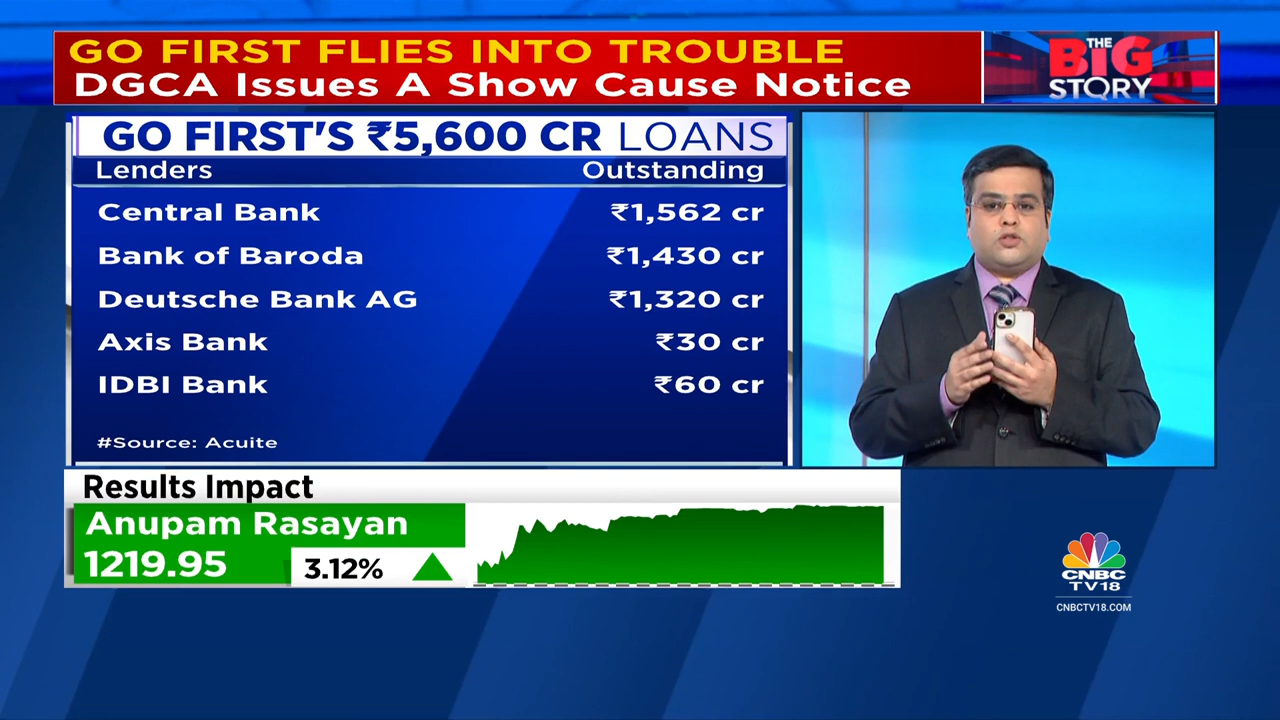 GO FIRST FLIES INTO TROUBLE
DGCA Issues A Show Cause Notice
THE
BIG
STORY
GO FIRST'S ₹5,600 CR LOANS
Lenders Outstanding
Central Bank ₹1,562 cr
Bank of Baroda ₹1,430 cr
Deutsche Bank AG ₹1,320 cr
Axis Bank ₹30 cr
IDBI Bank ₹60 cr
#Source: Acuite
Results Impact
Anupam Rasayan
1219.95 3.12%
CNBC
TV18
CNBCTV18.COM